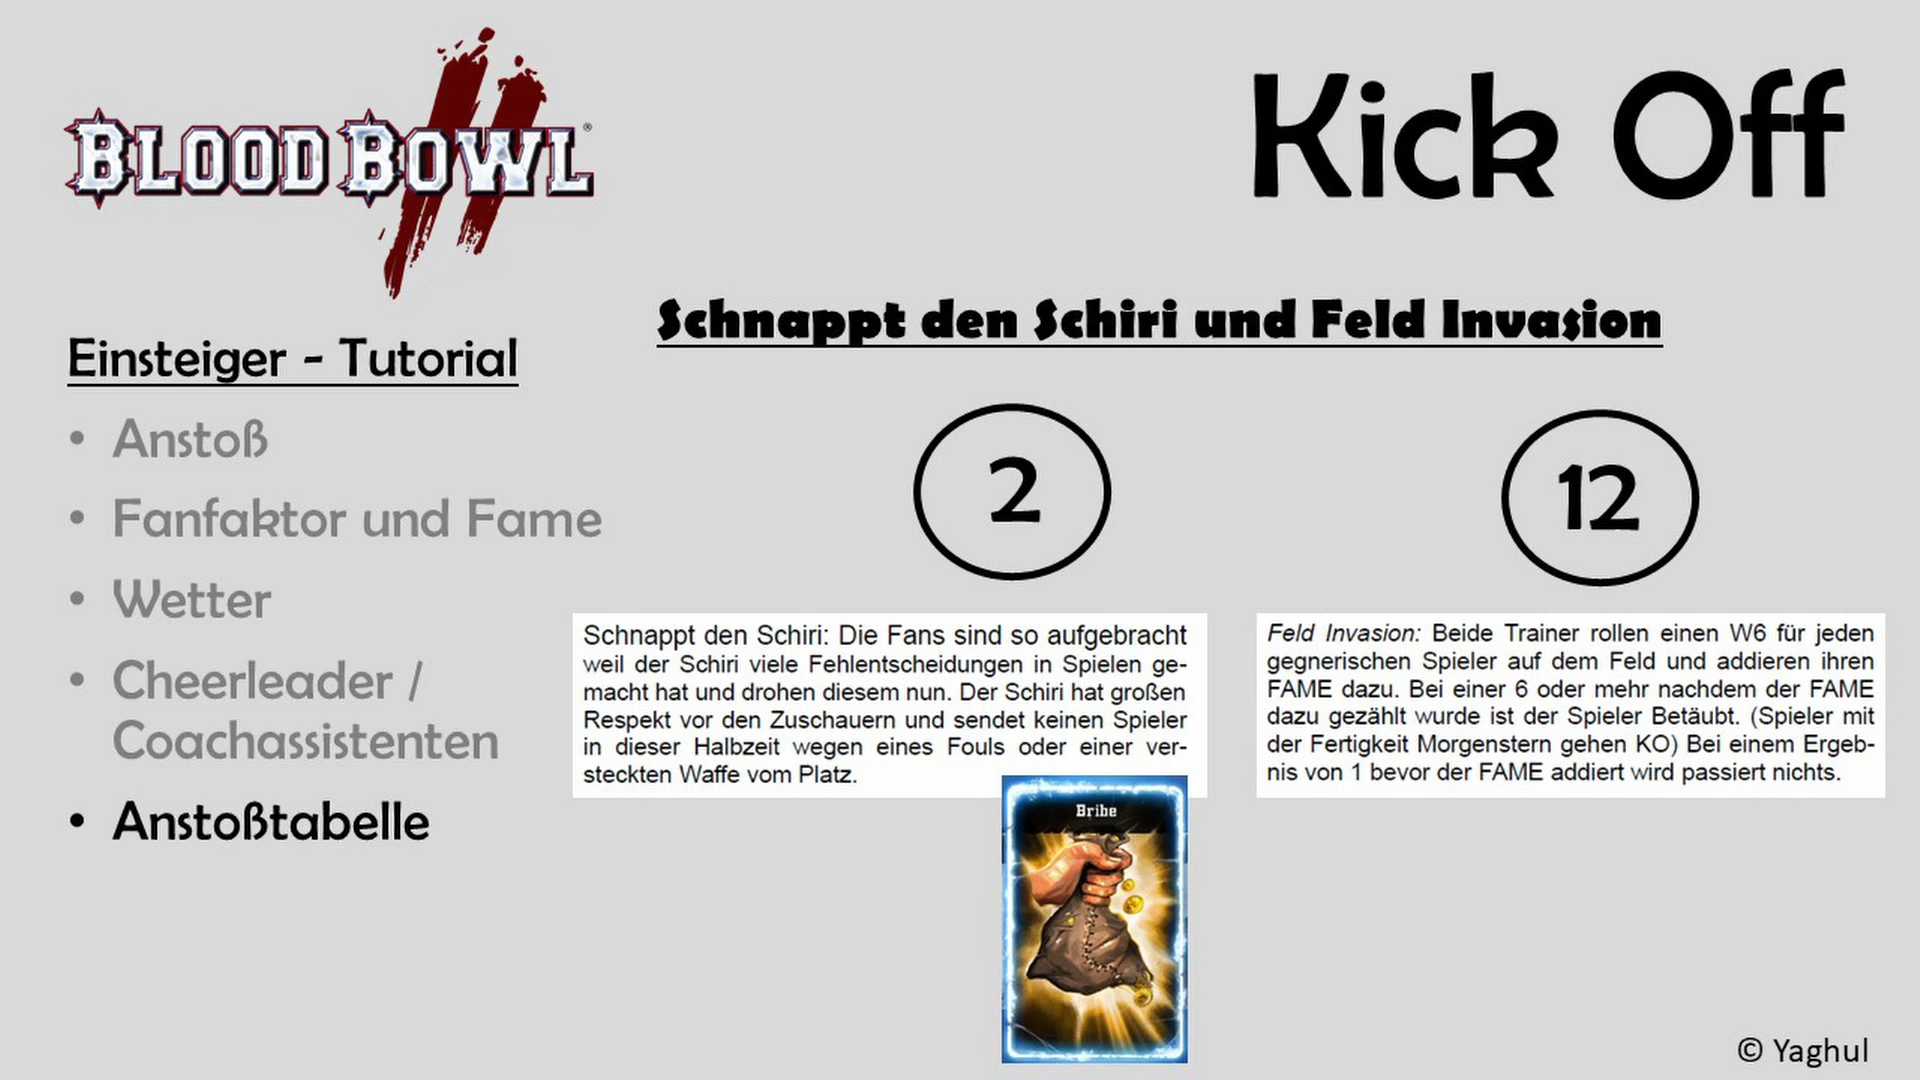 BLOOD BOWL®
Kick Off
Schnappt den Schiri und Feld Invasion
Einsteiger - Tutorial
• Anstoß
• Fanfaktor und Fame
• Wetter
• Cheerleader /
Coachassistenten
• Anstoßtabelle
2
Schnappt den Schiri: Die Fans sind so aufgebracht
weil der Schiri viele Fehlentscheidungen in Spielen ge-
macht hat und drohen diesem nun. Der Schiri hat großen
Respekt vor den Zuschauern und sendet keinen Spieler
in dieser Halbzeit wegen eines Fouls oder einer ver-
steckten Waffe vom Platz.
Bribe
12
Feld Invasion: Beide Trainer rollen einen W6 für jeden
gegnerischen Spieler auf dem Feld und addieren ihren
FAME dazu. Bei einer 6 oder mehr nachdem der FAME
dazu gezählt wurde ist der Spieler Betäubt. (Spieler mit
der Fertigkeit Morgenstern gehen KO) Bei einem Ergeb-
nis von 1 bevor der FAME addiert wird passiert nichts.
© Yaghul